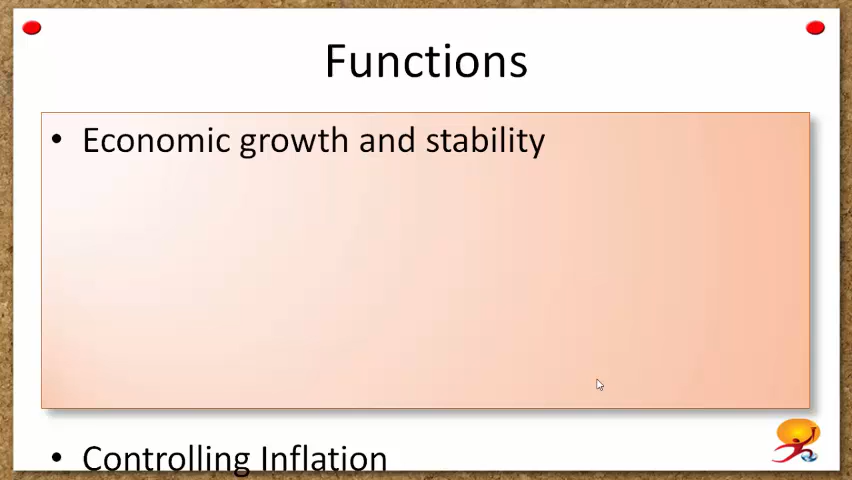 Functions
• Economic growth and stability
• Controlling Inflation